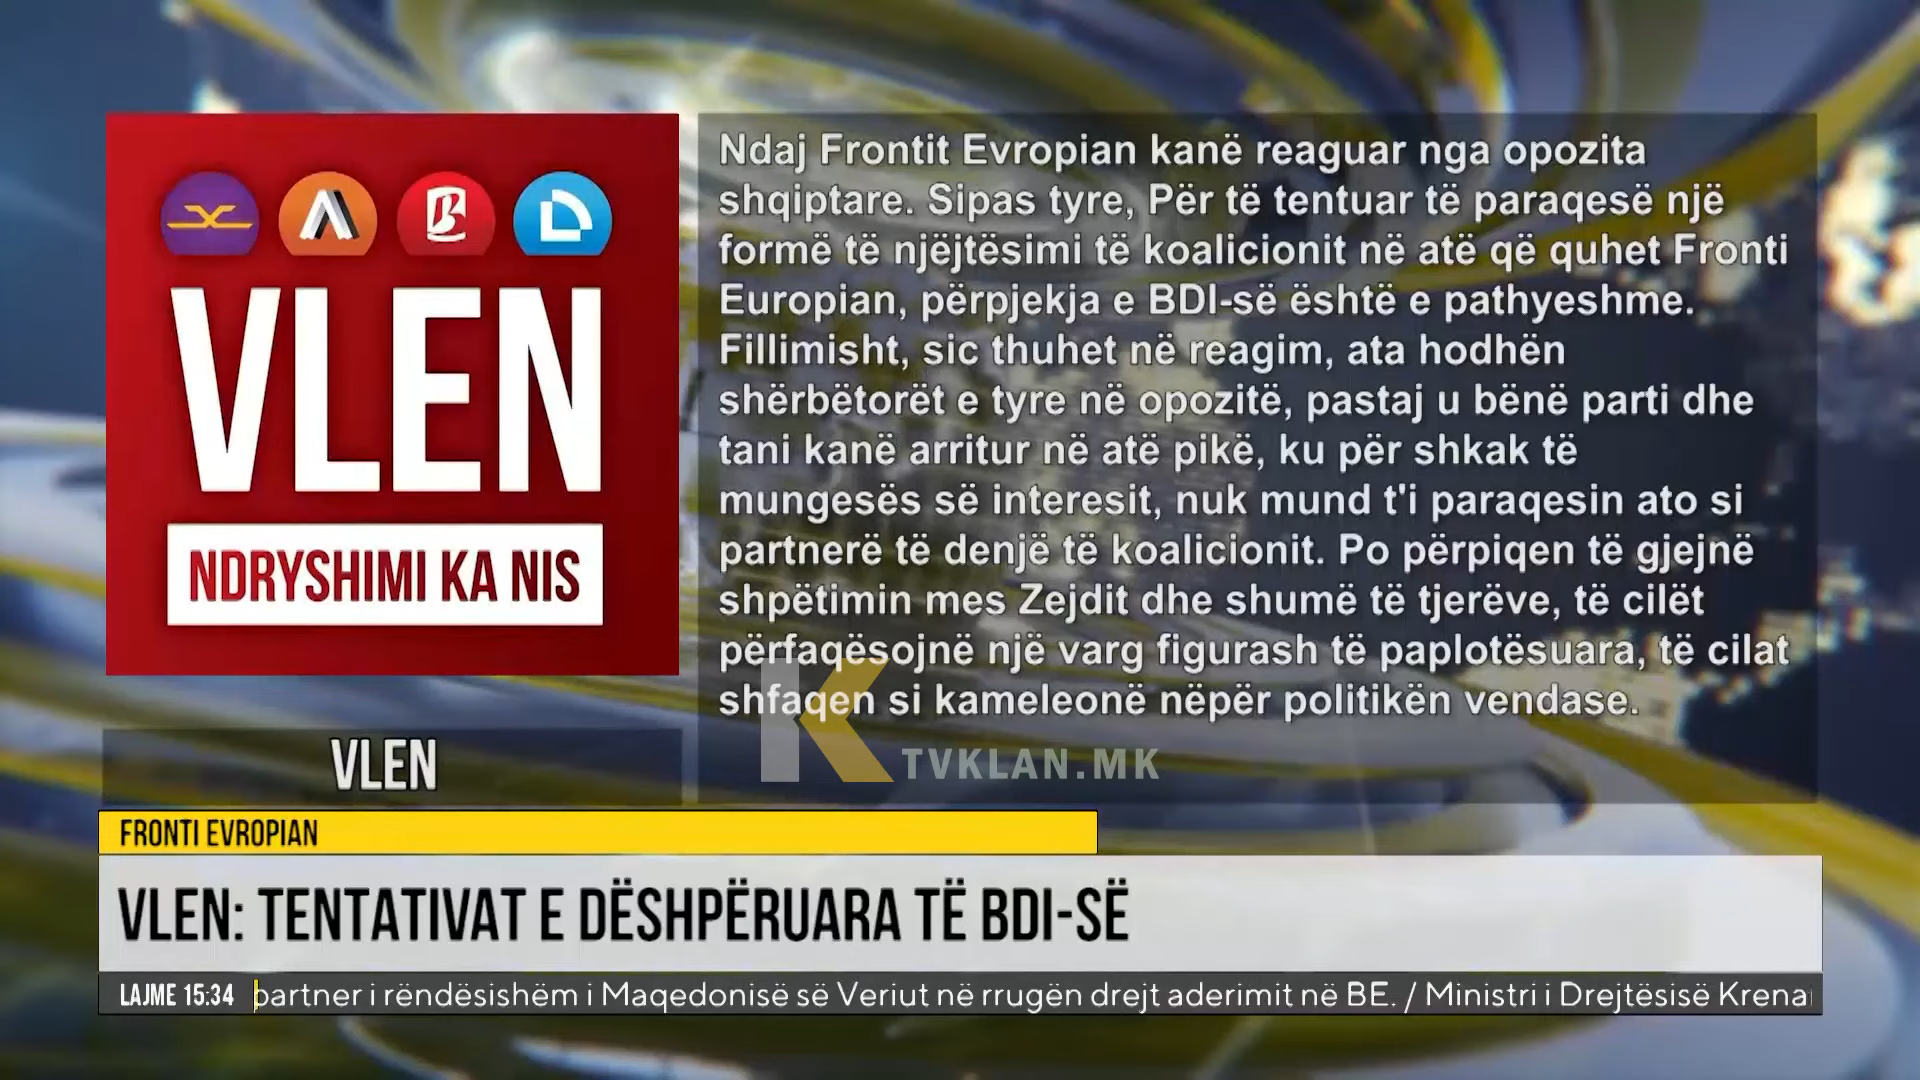 VLEN
NDRYSHIMI KA NIS
VLEN
Ndaj Frontit Evropian kanë reaguar nga opozita
shqiptare. Sipas tyre, Për të tentuar të paraqesë një
formë të njëjtësimi të koalicionit në atë që quhet Fronti
Europian, përpjekja e BDI-së është e pathyeshme.
Fillimisht, sic thuhet në reagim, ata hodhën
shërbëtorët e tyre në opozitë, pastaj u bënë parti dhe
tani kanë arritur në atë pikë, ku për shkak të
mungesës së interesit, nuk mund t'i paraqesin ato si
partnerë të denjë të koalicionit. Po përpiqen të gjejnë
shpëtimin mes Zejdit dhe shumë të tjerëve, të cilët
përfaqësojnë një varg figurash të paplotësuara, të cilat
shfaqen si kameleonë nëpër politikën vendase.
TVKLAN.MK
FRONTI EVROPIAN
VLEN: TENTATIVAT E DËSHPËRUARA TË BDI-SË
LAJME 15:34 partner i rëndësishëm i Maqedonisë së Veriut në rrugën drejt aderimit në BE. / Ministri i Drejtësisë Krena